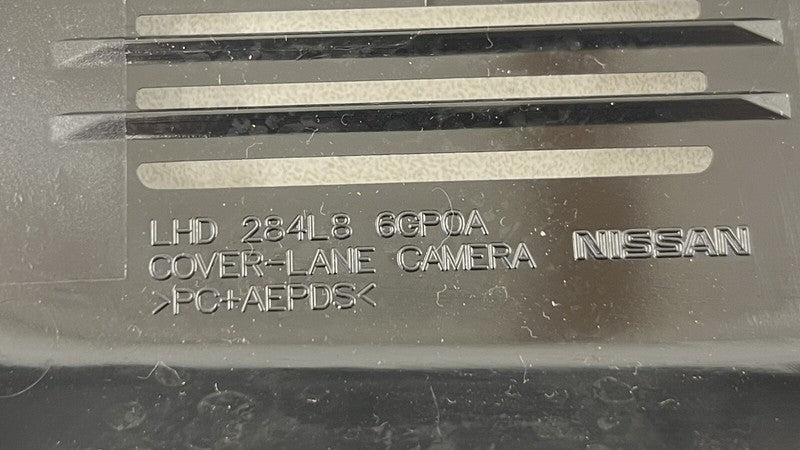 LHD 284L8 6GP0A
COVER-LANE CAMERA NISSAN
>PC+AEPDS<